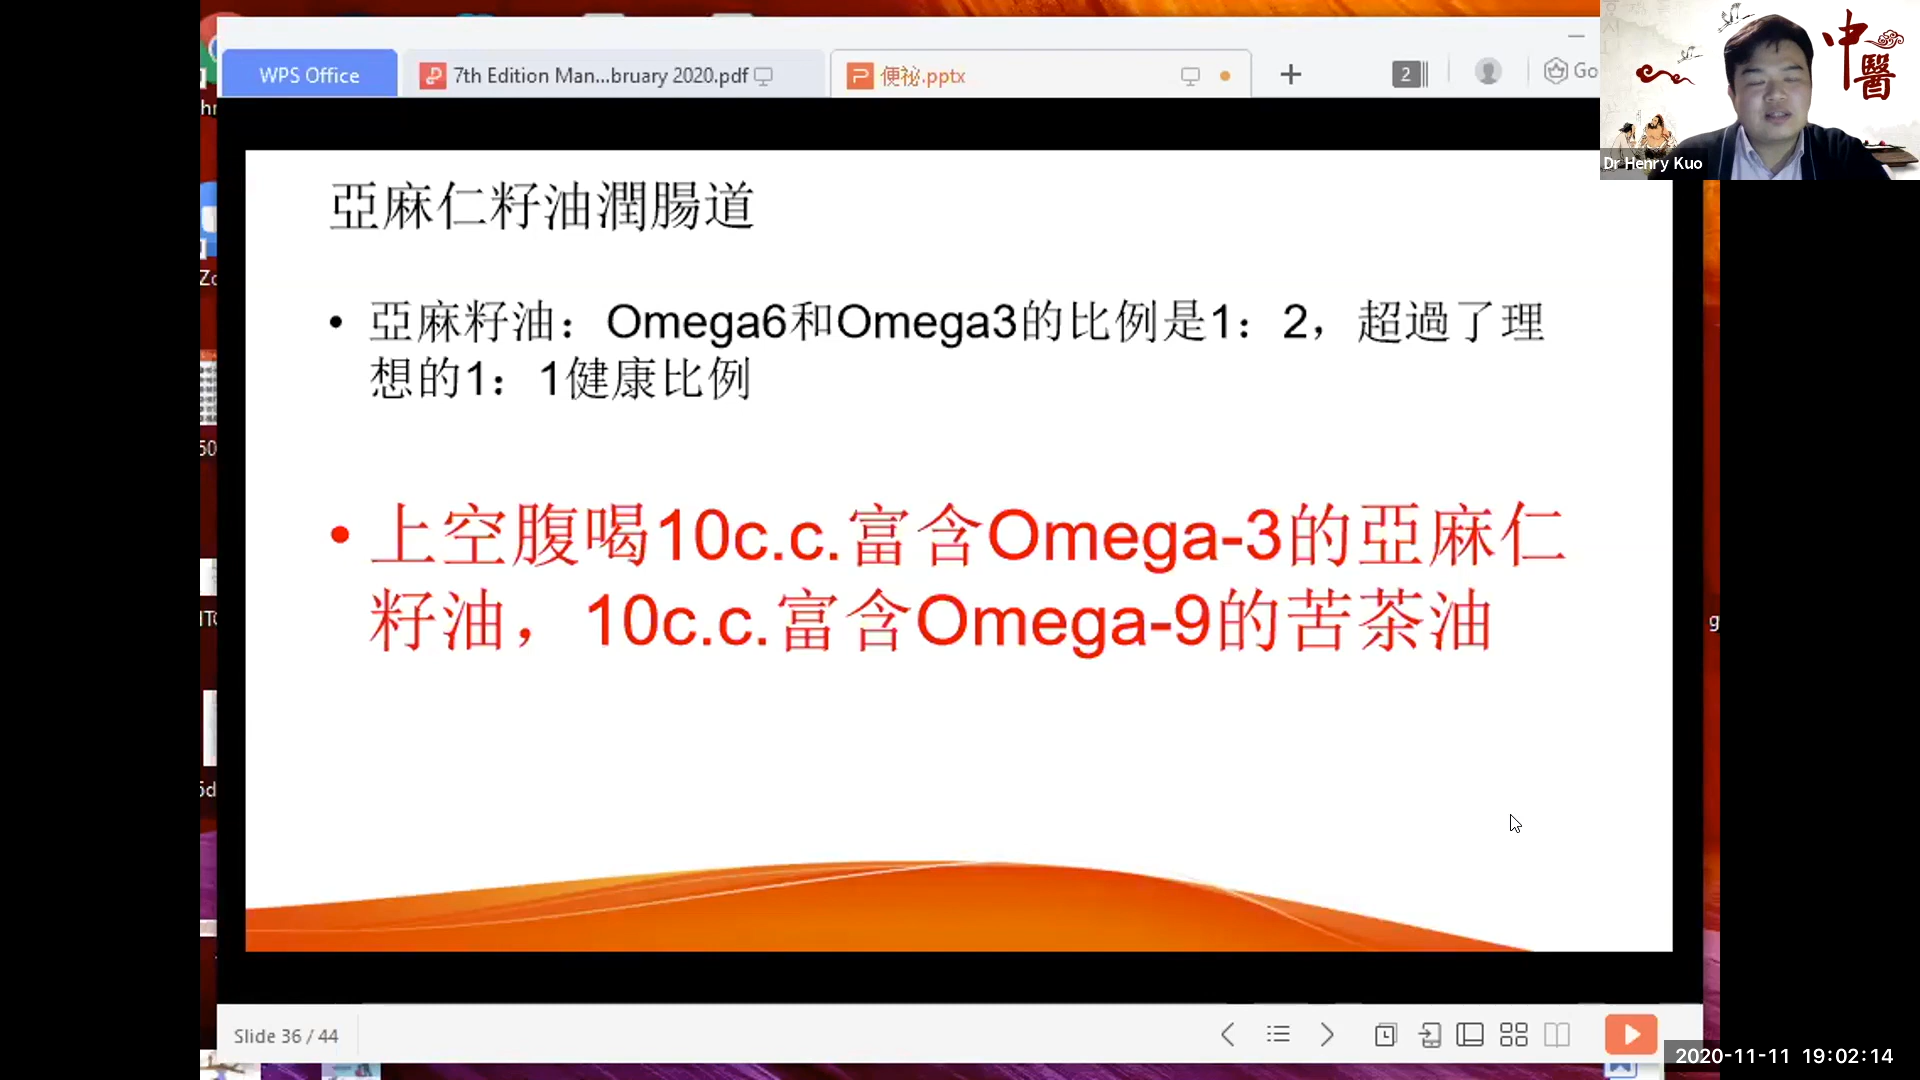 WPS Office
7th Edition Man...bruary 2020.pdf
便祕.pptx
2
Go
中醫
Dr Henry Kuo
亞麻仁籽油潤腸道
• 亞麻籽油：Omega6和Omega3的比例是1：2，超過了理
想的1：1健康比例
• 上空腹喝10c.c.富含Omega-3的亞麻仁
籽油，10c.c.富含Omega-9的苦茶油
Slide 36 / 44
2020-11-11 19:02:14